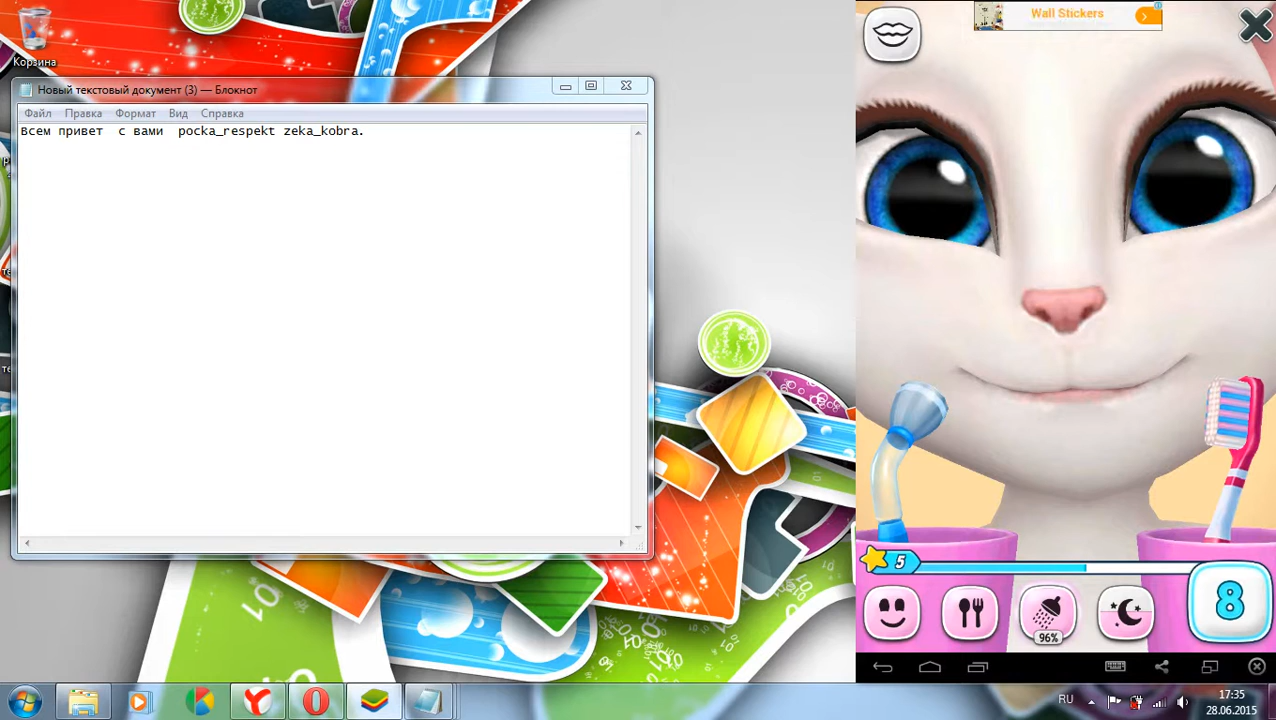 Корзина
Новый текстовый документ (3) — Блокнот
Файл Правка Формат Вид Справка
Всем привет с вами pocka_respekt zeka_kobra.
Wall Stickers
5
8
96%
RU
17:35
28.06.2015